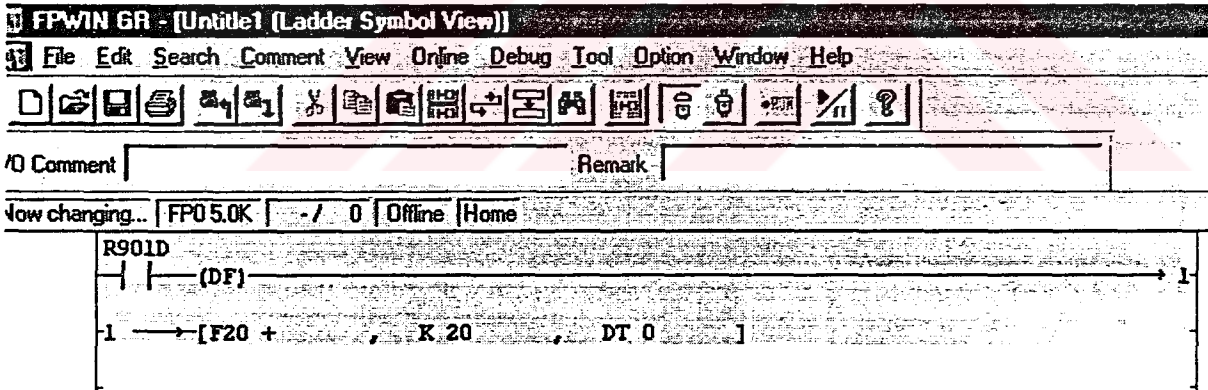 FPWIN GR - [Untitle1 (Ladder Symbol View)]
File Edit Search Comment View Online Debug Tool Option Window Help
/O Comment Remark
Now changing... FP0 5.0K - / 0 Offline Home
R901D
(DF) 1
1 [F20 + , K 20 , DT 0 ]